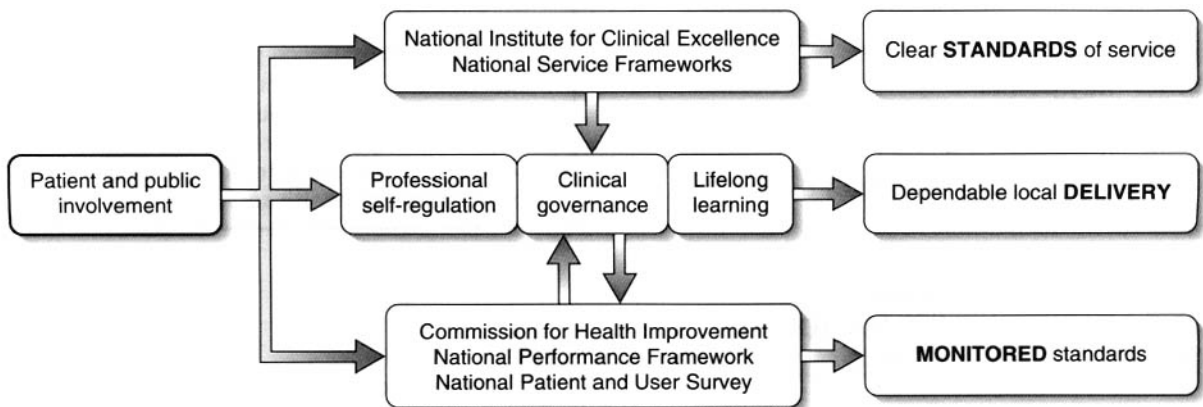 National Institute for Clinical Excellence
National Service Frameworks
Clear STANDARDS of service
Patient and public
involvement
Professional
self-regulation
Clinical
governance
Lifelong
learning
Dependable local DELIVERY
Commission for Health Improvement
National Performance Framework
National Patient and User Survey
MONITORED standards